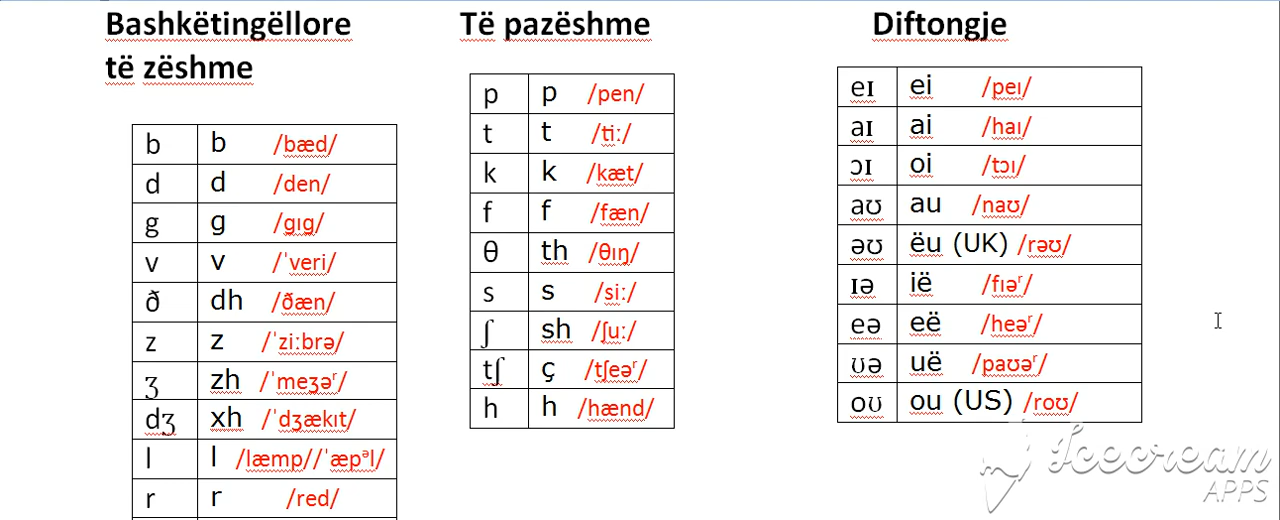 Bashkëtingëllore
të zëshme
b b /bæd/
d d /den/
g g /gɪg/
v v /ˈveri/
ð dh /ðæn/
z z /ˈziːbrə/
ʒ zh /ˈmeʒəʳ/
dʒ xh /ˈdʒækɪt/
l l /læmp//ˈæpᵊl/
r r /red/
Të pazëshme
p p /pen/
t t /tiː/
k k /kæt/
f f /fæn/
θ th /θɪŋ/
s s /siː/
ʃ sh /ʃuː/
tʃ ç /tʃeəʳ/
h h /hænd/
Diftongje
eɪ ei /peɪ/
aɪ ai /haɪ/
ɔɪ oi /tɔɪ/
aʊ au /naʊ/
əʊ ëu (UK) /rəʊ/
ɪə ië /fɪəʳ/
eə eë /heəʳ/
ʊə uë /paʊəʳ/
oʊ ou (US) /roʊ/
Icecream
APPS